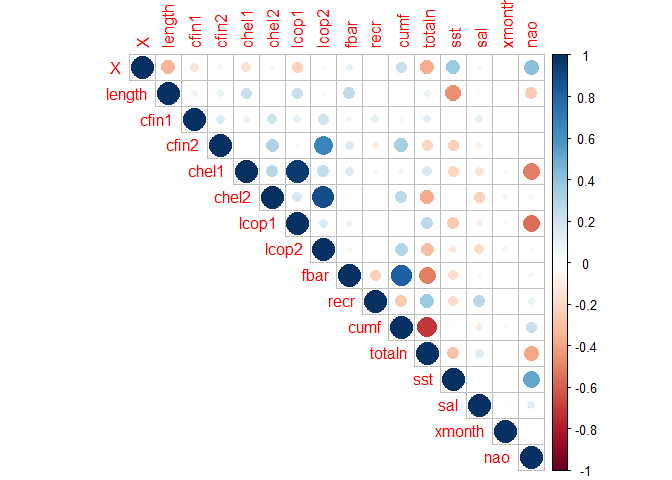 X length cfin1 cfin2 chel1 chel2 lcop1 lcop2 fbar recr cumf totaln sst sal xmonth nao
X
length
cfin1
cfin2
chel1
chel2
lcop1
lcop2
fbar
recr
cumf
totaln
sst
sal
xmonth
nao
1
0.8
0.6
0.4
0.2
0
-0.2
-0.4
-0.6
-0.8
-1